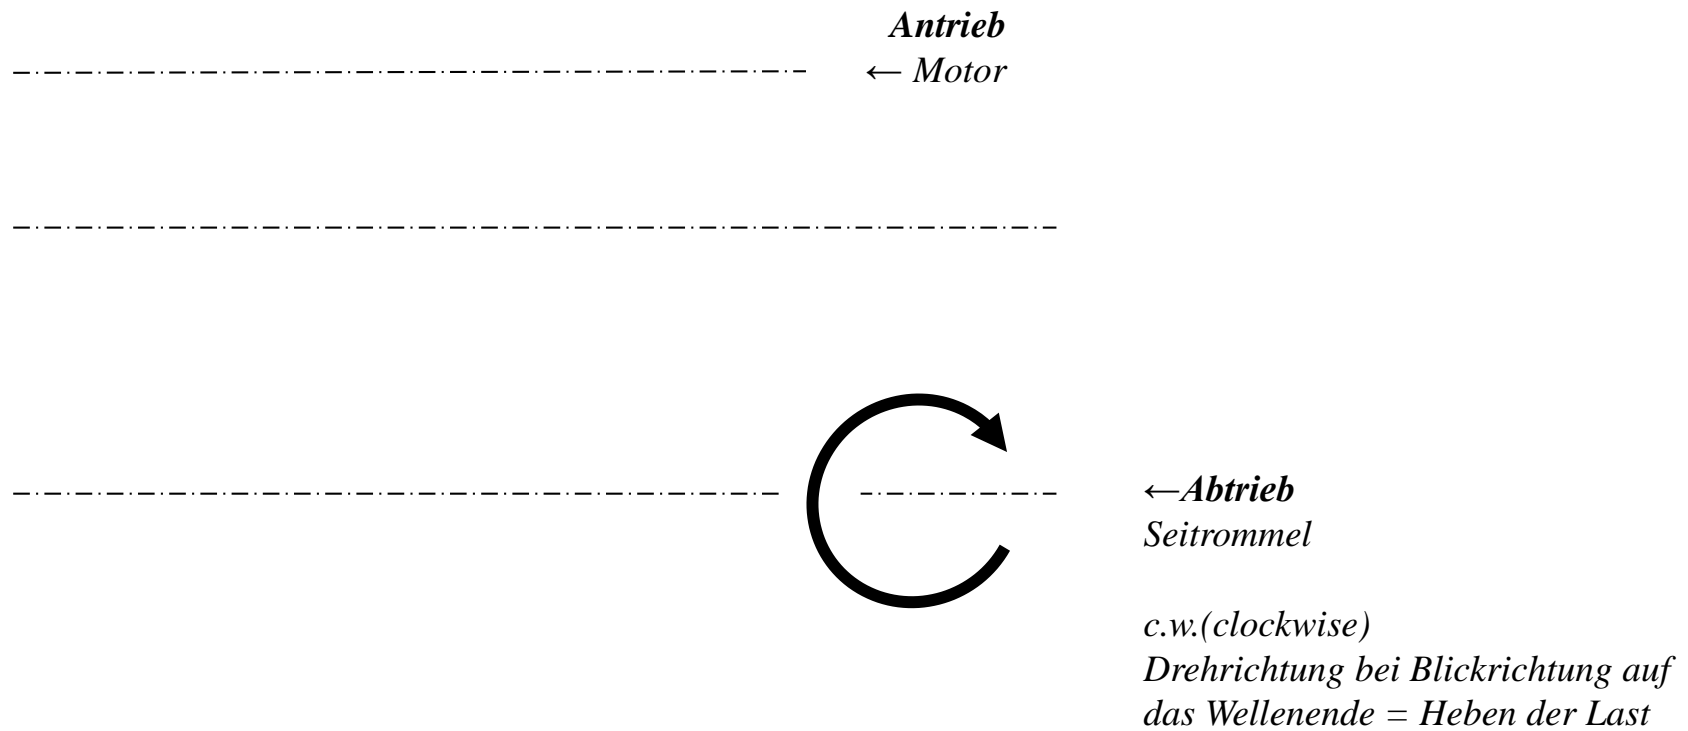 Antrieb
← Motor
←Abtrieb
Seitrommel
c.w.(clockwise)
Drehrichtung bei Blickrichtung auf
das Wellenende = Heben der Last